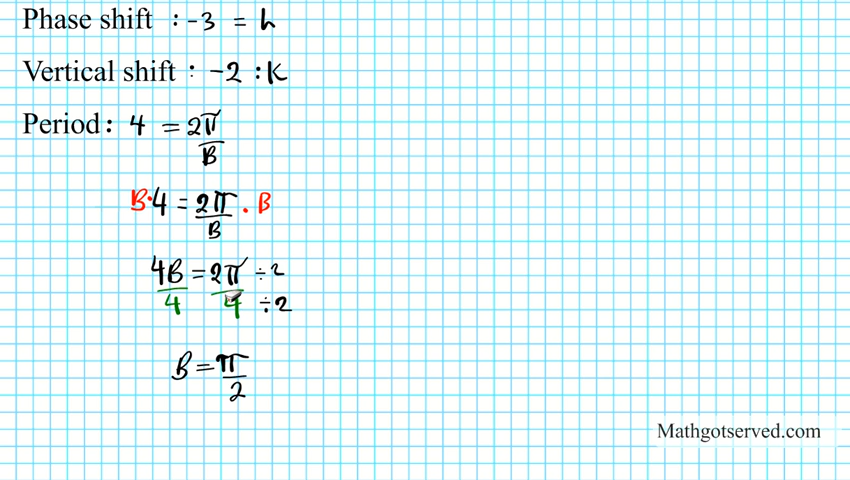 Phase shift : -3 = h
Vertical shift : -2 : K
Period : 4 = 2π/B
B·4 = 2π/B · B
4B/4 = 2π/4 ÷2
÷2
B = π/2
Mathgotserved.com